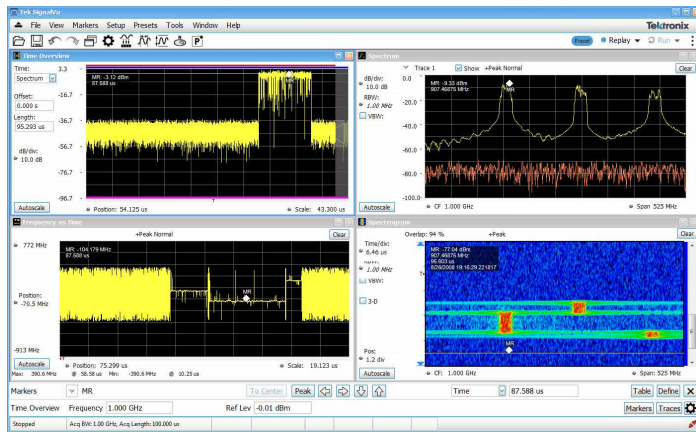 Tek SignalVu
File View Markers Setup Presets Tools Window Help
Tektronix
Preset Replay Run
Time Overview
Time: 3.3
Spectrum
MR: -3.12 dBm
87.588 us
MR
Offset: -16.7
0.000 s
Length: -36.7
95.293 us
-56.7
dB/div:
10.0 dB
-76.7
-96.7
Autoscale Position: 54.125 us Scale: 43.300 us
Spectrum
Trace 1 Show +Peak Normal Clear
dB/div: 0.0
10.0 dB
MR: -9.33 dBm
907.46875 MHz
MR
RBW: -20.0
1.00 MHz
VBW: -40.0
-60.0
-80.0
-100.0
Autoscale CF: 1.000 GHz Span: 525 MHz
Frequency vs Time
+Peak Normal Clear
772 MHz
MR: -104.179 MHz
87.588 us
MR
Position:
-70.5 MHz
-913 MHz
Autoscale Position: 75.299 us Scale: 19.123 us
Max: 390.6 MHz @ 58.58 us Min: -390.6 MHz @ 10.25 us
Spectrogram
Overlap: 94 % +Peak Clear
Time/div:
6.46 us
MR: -77.04 dBm
907.46875 MHz
95.603 us
8/26/2008 19:16:29.221817
1.00 MHz
VBW:
3-D
MR
Pos:
1.2 div
Autoscale CF: 1.000 GHz Span: 525 MHz
Markers MR To Center Peak Time 87.588 us Table Define
Time Overview Frequency 1.000 GHz Ref Lev -0.01 dBm Markers Traces
Stopped Acq BW: 1.00 GHz, Acq Length: 100.000 us